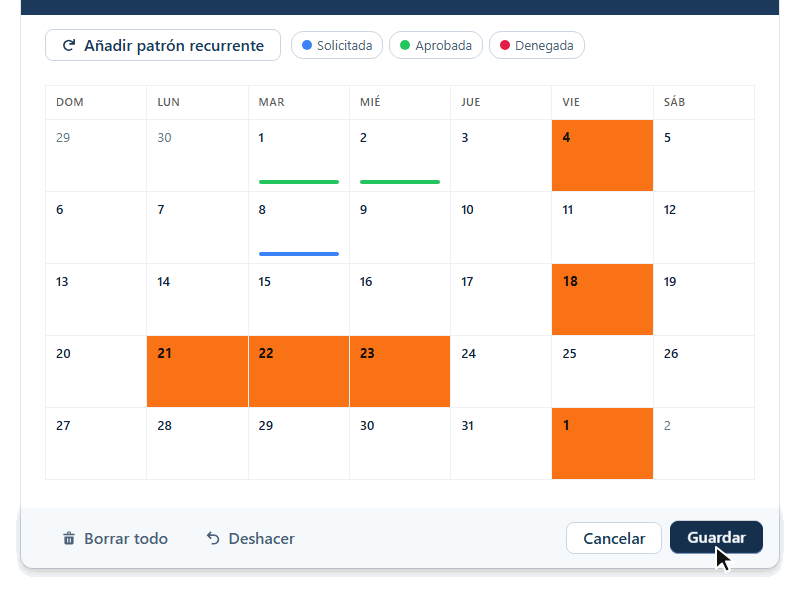 Añadir patrón recurrente Solicitada Aprobada Denegada
DOM LUN MAR MIÉ JUE VIE SÁB
29 30 1 2 3 4 5
6 7 8 9 10 11 12
13 14 15 16 17 18 19
20 21 22 23 24 25 26
27 28 29 30 31 1 2
Borrar todo Deshacer Cancelar Guardar